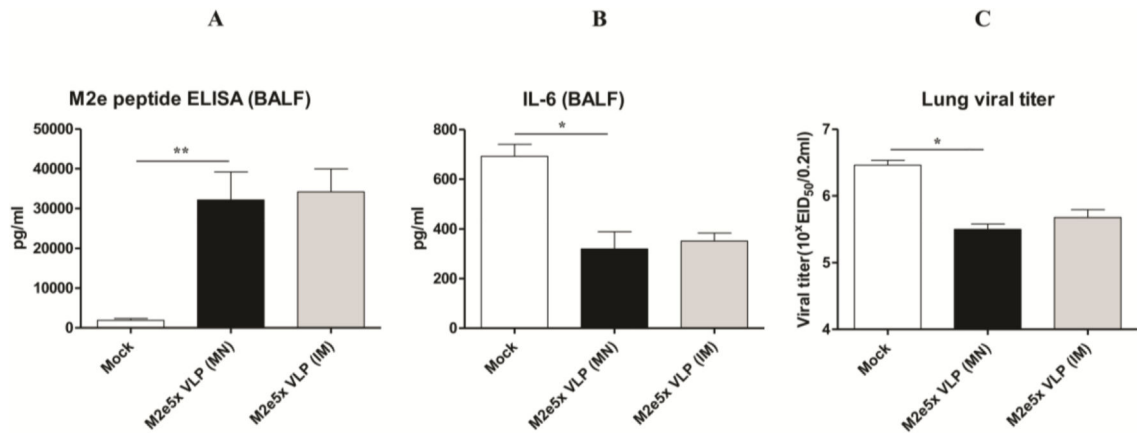 A
B
C
M2e peptide ELISA (BALF)
50000
40000
30000
20000
10000
0
pg/ml
**
Mock
M2e5x VLP (MN)
M2e5x VLP (IM)
IL-6 (BALF)
800
600
400
200
0
pg/ml
*
Mock
M2e5x VLP (MN)
M2e5x VLP (IM)
Lung viral titer
7
6
5
4
Viral titer(10ˣEID₅₀/0.2ml)
*
Mock
M2e5x VLP (MN)
M2e5x VLP (IM)